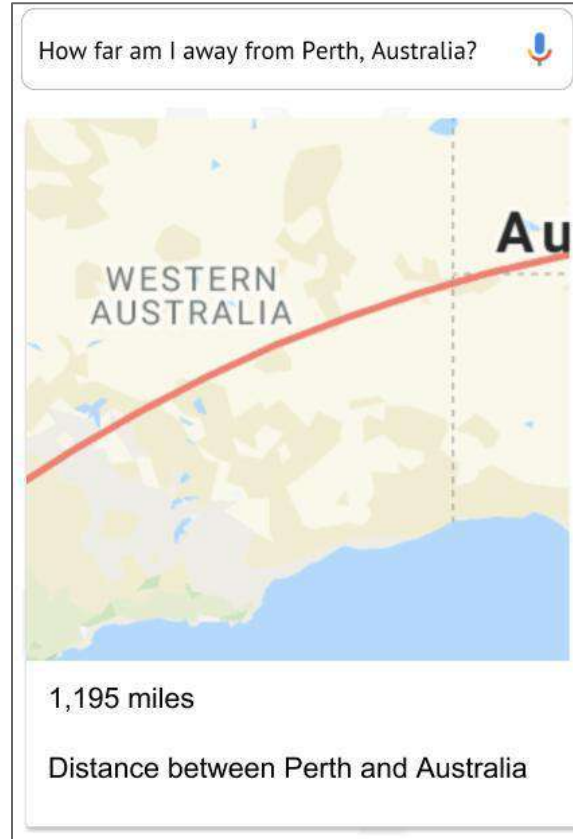 How far am I away from Perth, Australia?
Au
WESTERN
AUSTRALIA
1,195 miles
Distance between Perth and Australia